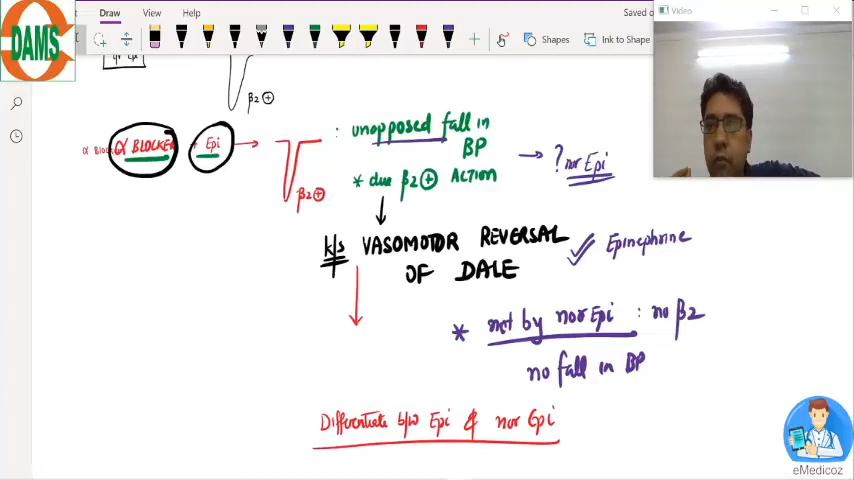 Draw View Help
Saved o
Video
DAMS
Shapes
Ink to Shape
β2 ⊕
α BLOCKER + Epi →
: unopposed fall in BP
β2 ⊕
* due β2 ⊕ ACTION
→ ? nor Epi
k/s VASOMOTOR REVERSAL
OF DALE
Epinephrine
* not by nor Epi : no β2
no fall in BP
Differentiate b/w Epi & nor Epi
eMedicoz